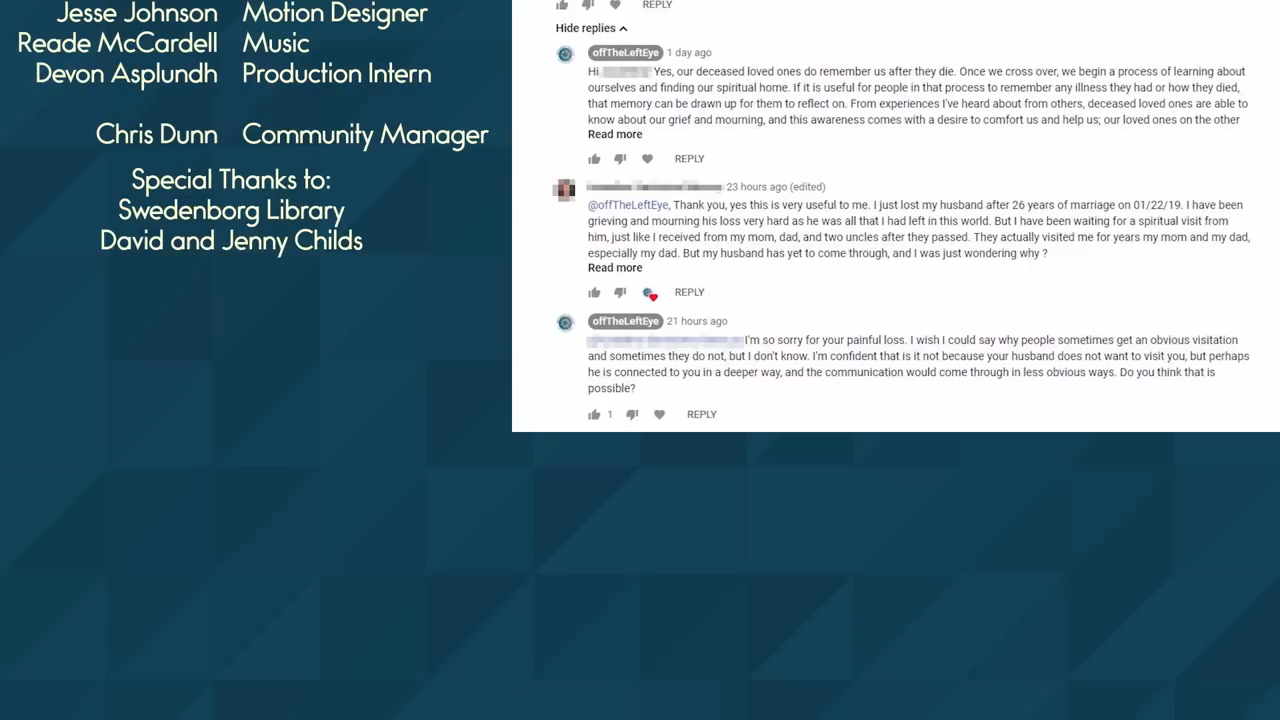 Jesse Johnson Motion Designer
Reade McCardell Music
Devon Asplundh Production Intern
Chris Dunn Community Manager
Special Thanks to:
Swedenborg Library
David and Jenny Childs
REPLY
Hide replies
offTheLeftEye 1 day ago
Hi Yes, our deceased loved ones do remember us after they die. Once we cross over, we begin a process of learning about
ourselves and finding our spiritual home. If it is useful for people in that process to remember any illness they had or how they died,
that memory can be drawn up for them to reflect on. From experiences I've heard about from others, deceased loved ones are able to
know about our grief and mourning, and this awareness comes with a desire to comfort us and help us; our loved ones on the other
Read more
REPLY
23 hours ago (edited)
@offTheLeftEye, Thank you, yes this is very useful to me. I just lost my husband after 26 years of marriage on 01/22/19. I have been
grieving and mourning his loss very hard as he was all that I had left in this world. But I have been waiting for a spiritual visit from
him, just like I received from my mom, dad, and two uncles after they passed. They actually visited me for years my mom and my dad,
especially my dad. But my husband has yet to come through, and I was just wondering why ?
Read more
REPLY
offTheLeftEye 21 hours ago
I'm so sorry for your painful loss. I wish I could say why people sometimes get an obvious visitation
and sometimes they do not, but I don't know. I'm confident that is it not because your husband does not want to visit you, but perhaps
he is connected to you in a deeper way, and the communication would come through in less obvious ways. Do you think that is
possible?
1 REPLY